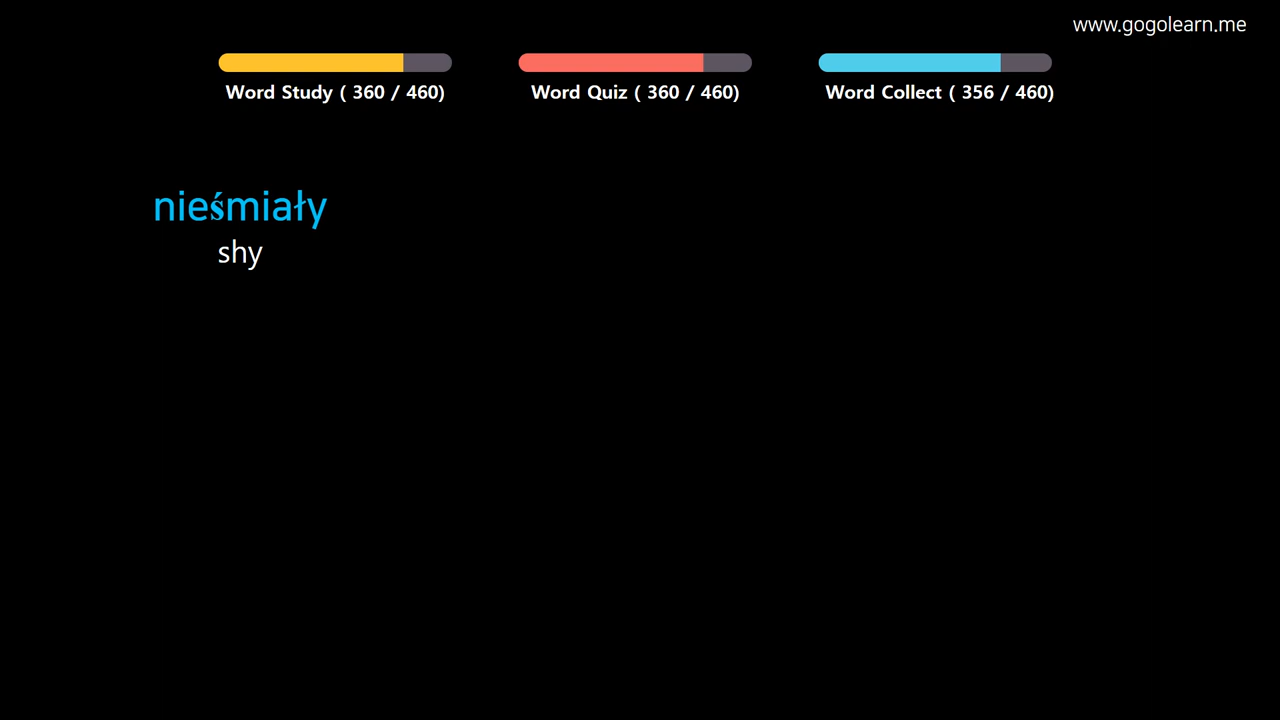 www.gogolearn.me
Word Study ( 360 / 460)
Word Quiz ( 360 / 460)
Word Collect ( 356 / 460)
nieśmiały
shy